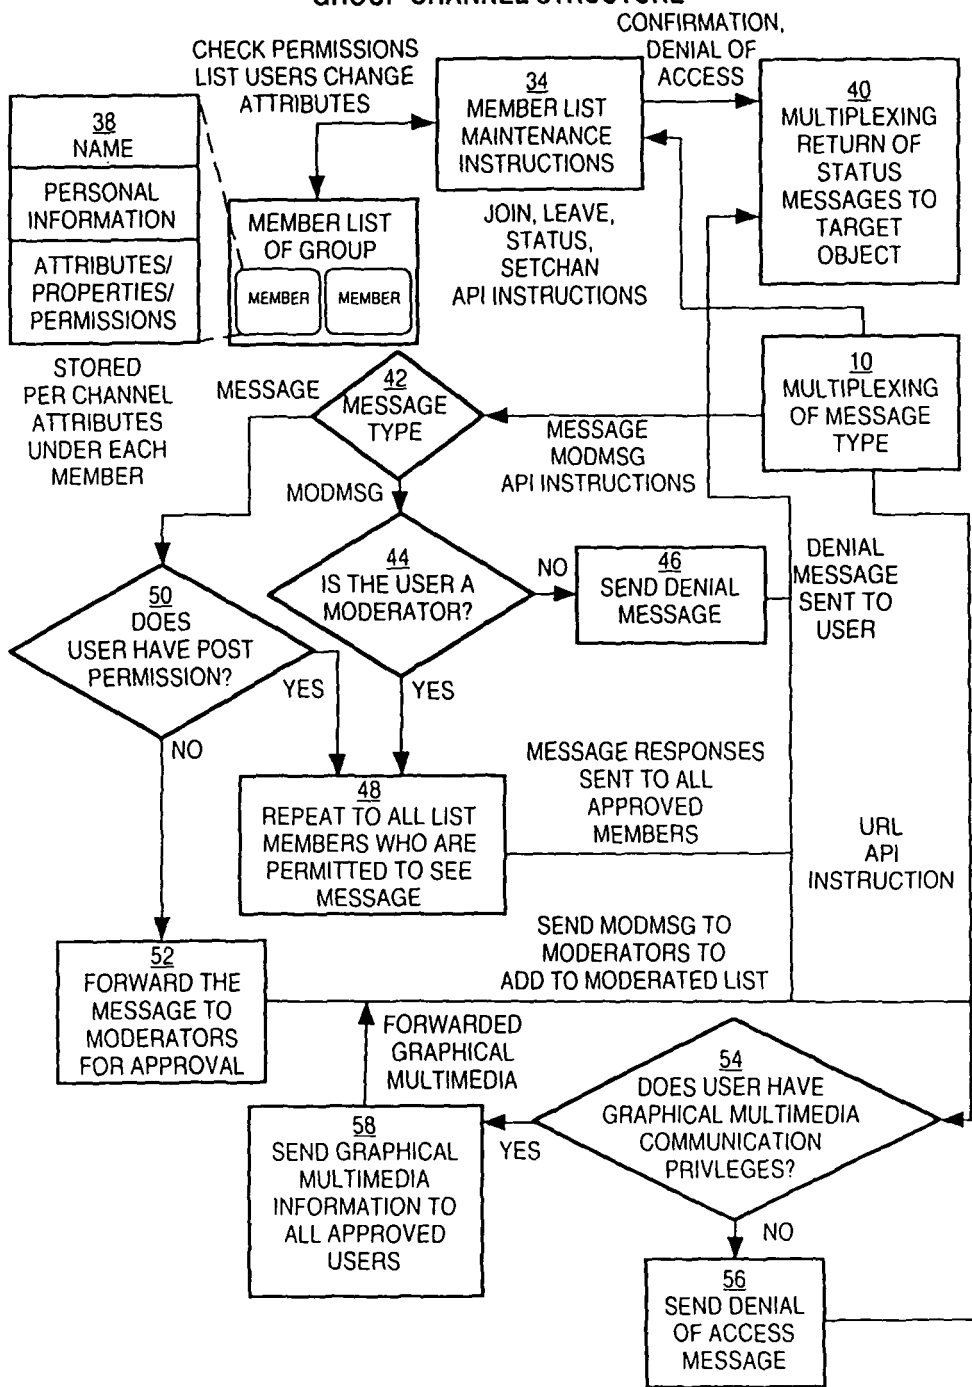 GROUP CHANNEL STRUCTURE
CONFIRMATION,
DENIAL OF
ACCESS
CHECK PERMISSIONS
LIST USERS CHANGE
ATTRIBUTES
34
MEMBER LIST
MAINTENANCE
INSTRUCTIONS
40
MULTIPLEXING
RETURN OF
STATUS
MESSAGES TO
TARGET
OBJECT
38
NAME
PERSONAL
INFORMATION
ATTRIBUTES/
PROPERTIES/
PERMISSIONS
MEMBER LIST
OF GROUP
MEMBER
MEMBER
JOIN, LEAVE,
STATUS,
SETCHAN
API INSTRUCTIONS
STORED
PER CHANNEL
ATTRIBUTES
UNDER EACH
MEMBER
MESSAGE
42
MESSAGE
TYPE
10
MULTIPLEXING
OF MESSAGE
TYPE
MESSAGE
MODMSG
API INSTRUCTIONS
MODMSG
44
IS THE USER A
MODERATOR?
NO
46
SEND DENIAL
MESSAGE
DENIAL
MESSAGE
SENT TO
USER
50
DOES
USER HAVE POST
PERMISSION?
YES
YES
NO
48
REPEAT TO ALL LIST
MEMBERS WHO ARE
PERMITTED TO SEE
MESSAGE
MESSAGE RESPONSES
SENT TO ALL
APPROVED
MEMBERS
URL
API
INSTRUCTION
52
FORWARD THE
MESSAGE TO
MODERATORS
FOR APPROVAL
SEND MODMSG TO
MODERATORS TO
ADD TO MODERATED LIST
FORWARDED
GRAPHICAL
MULTIMEDIA
54
DOES USER HAVE
GRAPHICAL MULTIMEDIA
COMMUNICATION
PRIVLEGES?
YES
58
SEND GRAPHICAL
MULTIMEDIA
INFORMATION TO
ALL APPROVED
USERS
NO
56
SEND DENIAL
OF ACCESS
MESSAGE